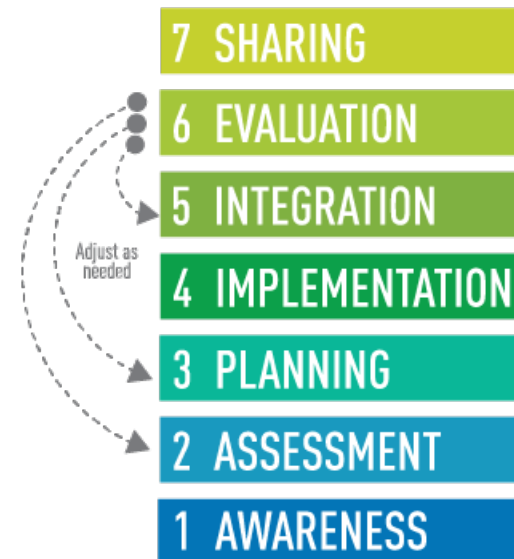 7 SHARING
6 EVALUATION
5 INTEGRATION
Adjust as
needed
4 IMPLEMENTATION
3 PLANNING
2 ASSESSMENT
1 AWARENESS